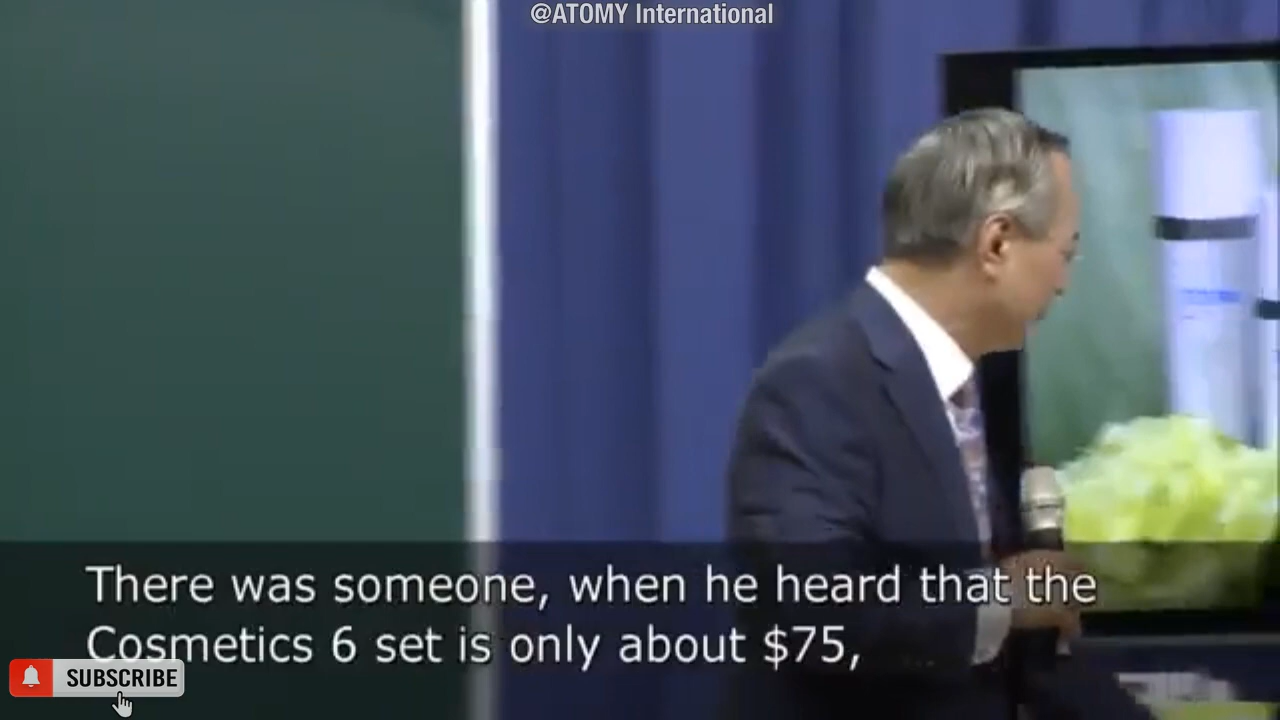 @ATOMY International
There was someone, when he heard that the
Cosmetics 6 set is only about $75,
SUBSCRIBE